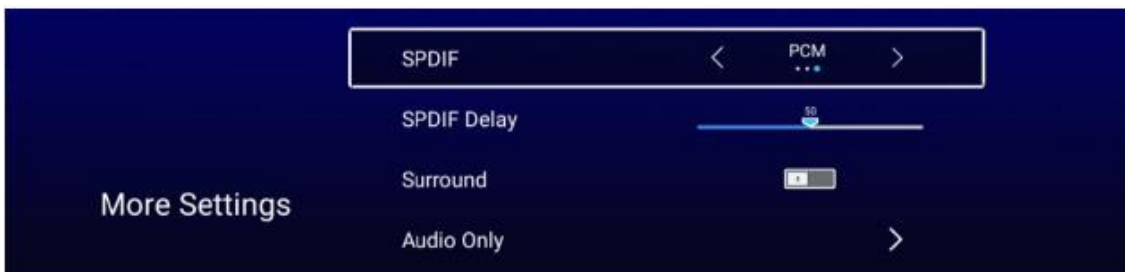 SPDIF
PCM
SPDIF Delay
50
Surround
More Settings
Audio Only